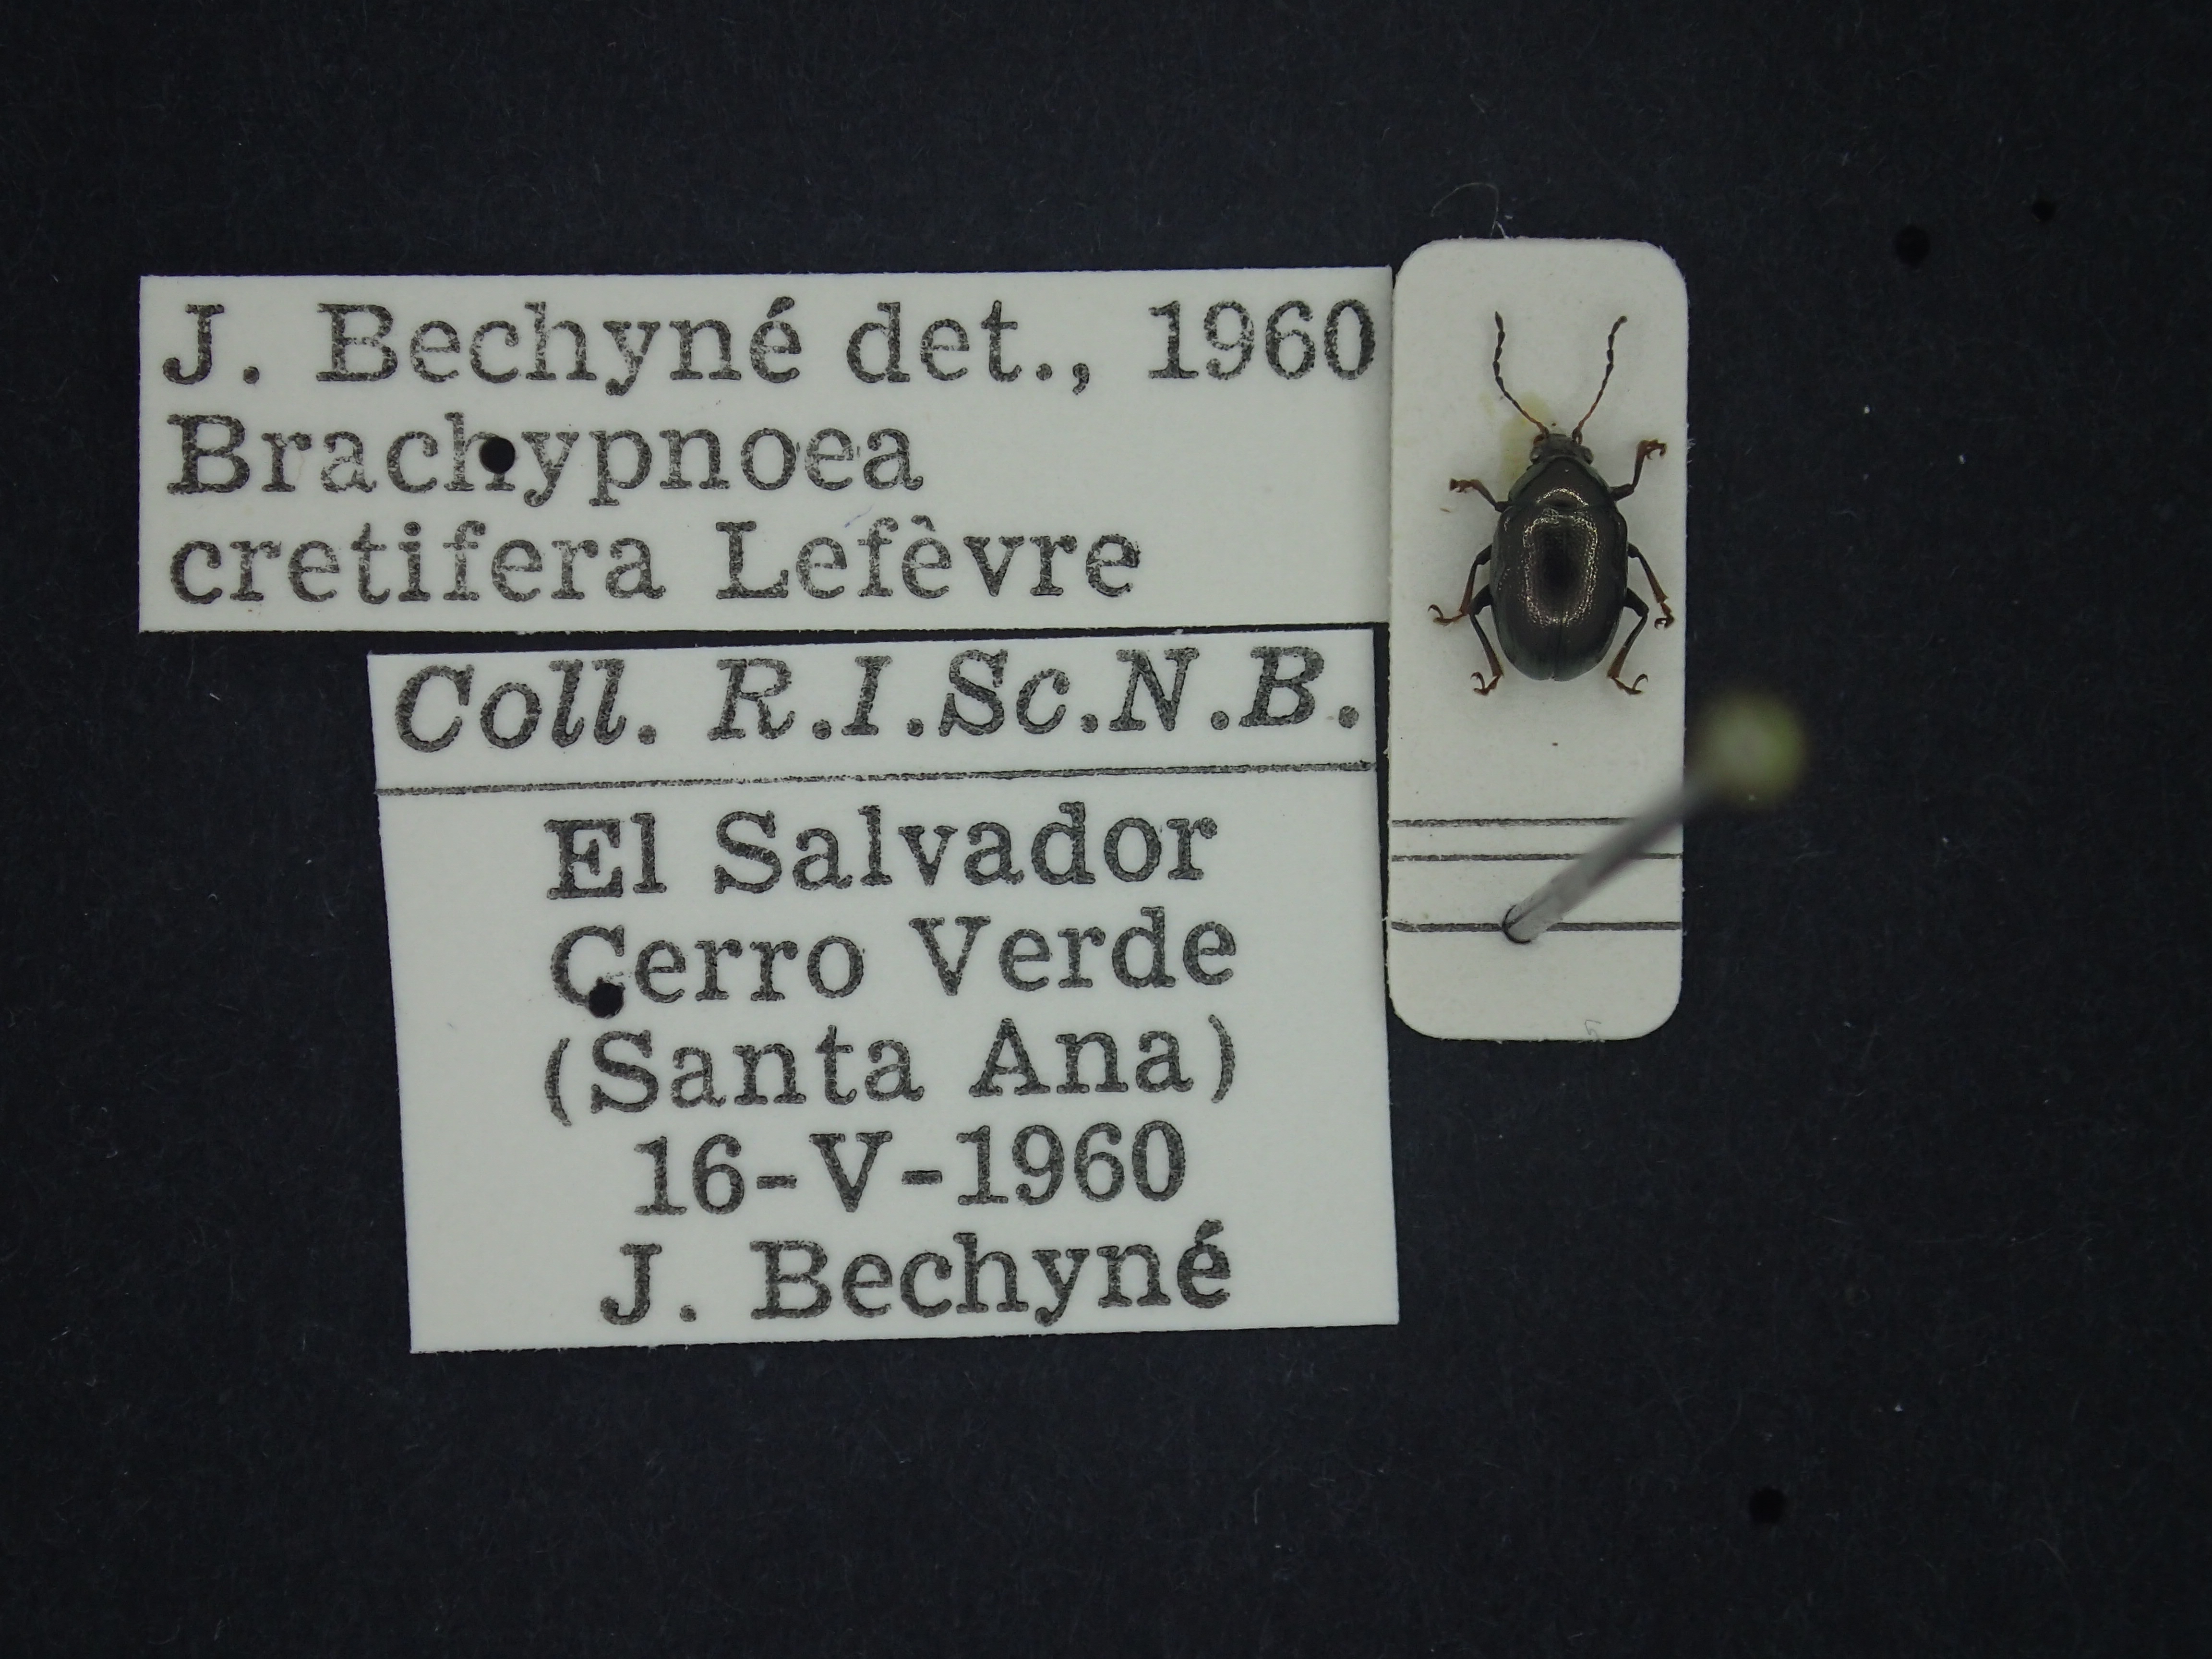 J. Bechyné det., 1960
Brachypnoea
cretifera Lefèvre
Coll. R.I.Sc.N.B.
El Salvador
Cerro Verde
(Santa Ana)
16-V-1960
J. Bechyné